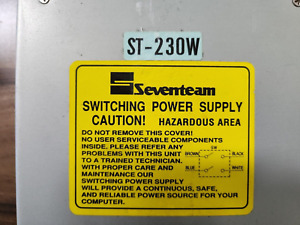 ST-230W
Seventeam
SWITCHING POWER SUPPLY
CAUTION! HAZARDOUS AREA
DO NOT REMOVE THIS COVER!
NO USER SERVICEABLE COMPONENTS
INSIDE. PLEASE REFER ANY
PROBLEMS WITH THIS UNIT
TO A TRAINED TECHNICIAN.
WITH PROPER CARE AND
MAINTENANCE OUR
SWITCHING POWER SUPPLY
WILL PROVIDE A CONTINUOUS, SAFE,
AND RELIABLE POWER SOURCE FOR YOUR
COMPUTER.
SW
BROWN BLACK
BLUE WHITE